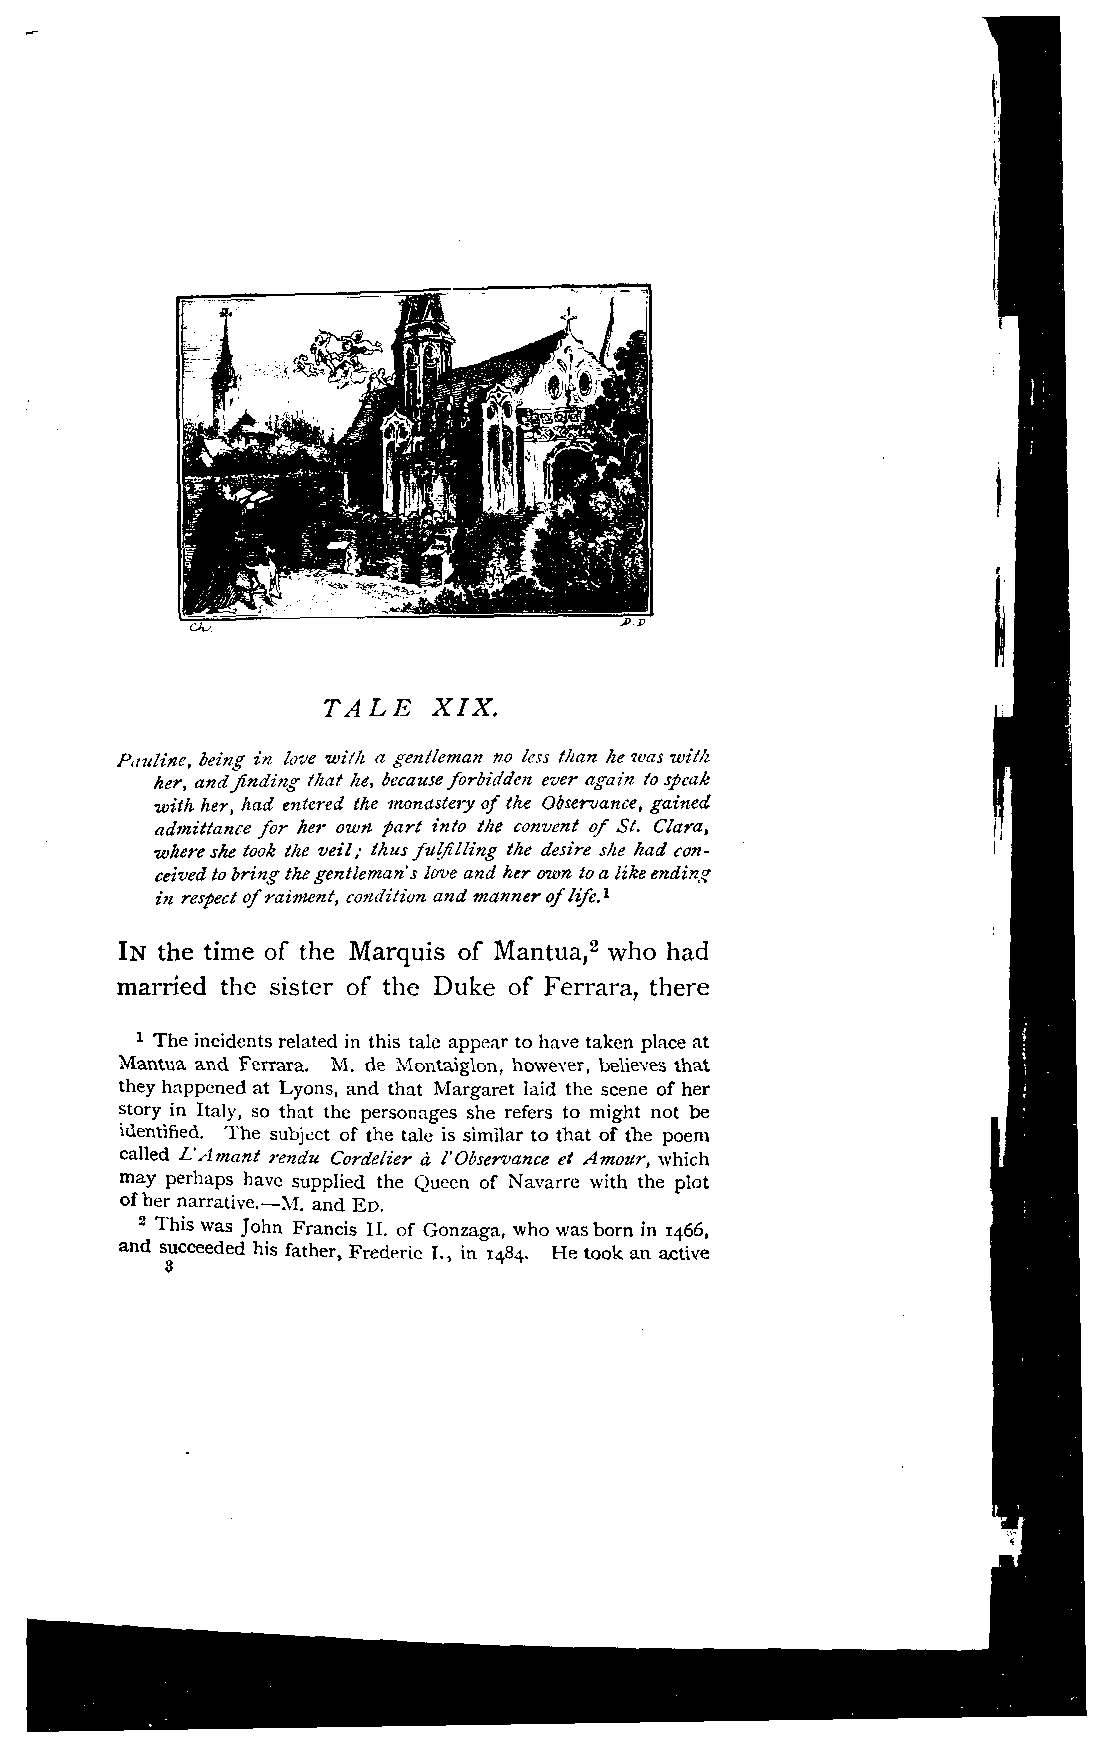 Ch.
D. D
TALE XIX.
Pauline, being in love with a gentleman no less than he was with
her, and finding that he, because forbidden ever again to speak
with her, had entered the monastery of the Observance, gained
admittance for her own part into the convent of St. Clara,
where she took the veil; thus fulfilling the desire she had con-
ceived to bring the gentleman's love and her own to a like ending
in respect of raiment, condition and manner of life.¹
IN the time of the Marquis of Mantua,² who had
married the sister of the Duke of Ferrara, there
¹ The incidents related in this tale appear to have taken place at
Mantua and Ferrara. M. de Montaiglon, however, believes that
they happened at Lyons, and that Margaret laid the scene of her
story in Italy, so that the personages she refers to might not be
identified. The subject of the tale is similar to that of the poem
called L'Amant rendu Cordelier à l'Observance et Amour, which
may perhaps have supplied the Queen of Navarre with the plot
of her narrative.—M. and ED.
² This was John Francis II. of Gonzaga, who was born in 1466,
and succeeded his father, Frederic I., in 1484. He took an active
3